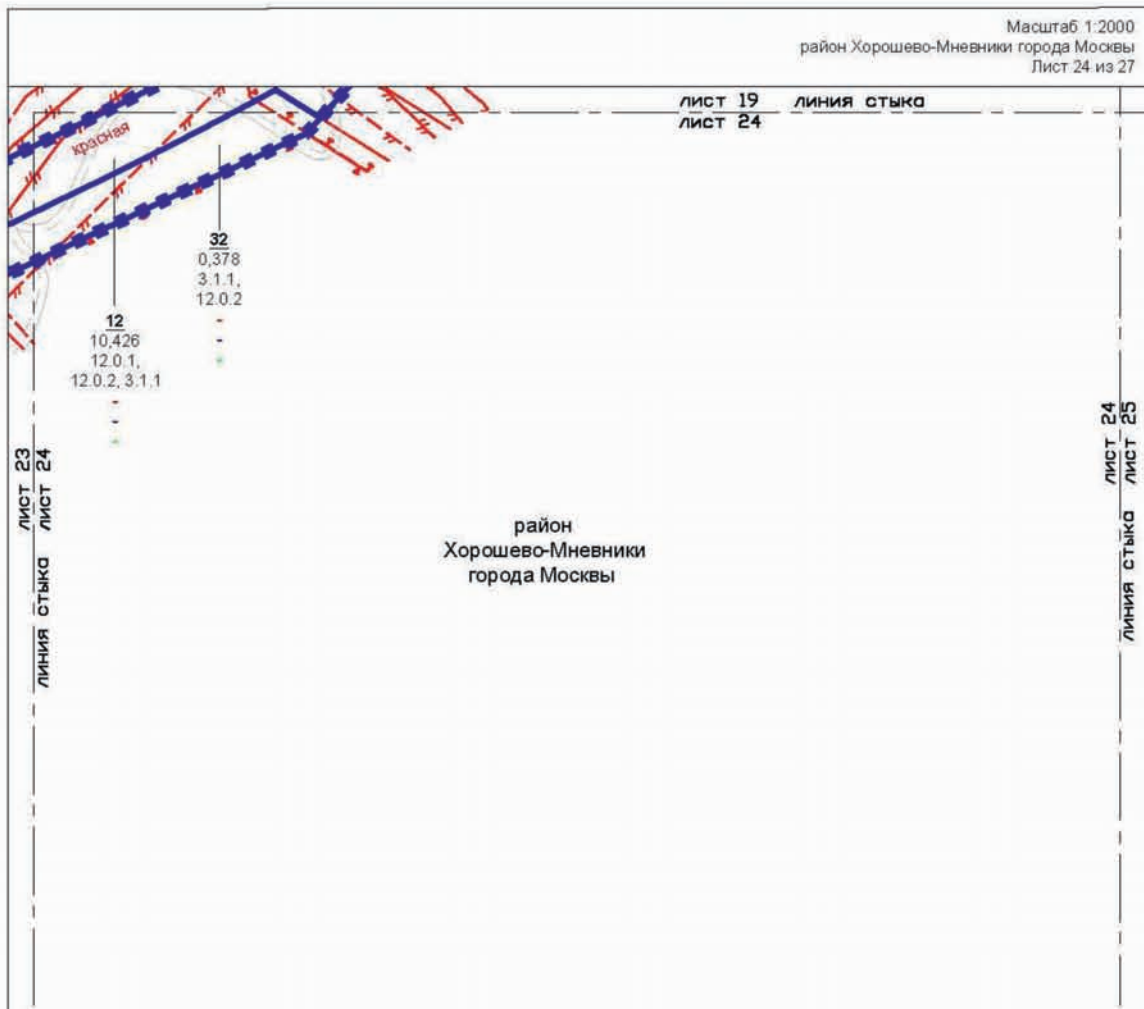 Масштаб 1:2000
район Хорошево-Мневники города Москвы
Лист 24 из 27
лист 19 линия стыка
лист 24
красная
32
0,378
3.1.1,
12.0.2
12
10,426
12.0.1,
12.0.2, 3.1.1
лист 23
лист 24
линия стыка
район
Хорошево-Мневники
города Москвы
лист 24
лист 25
линия стыка